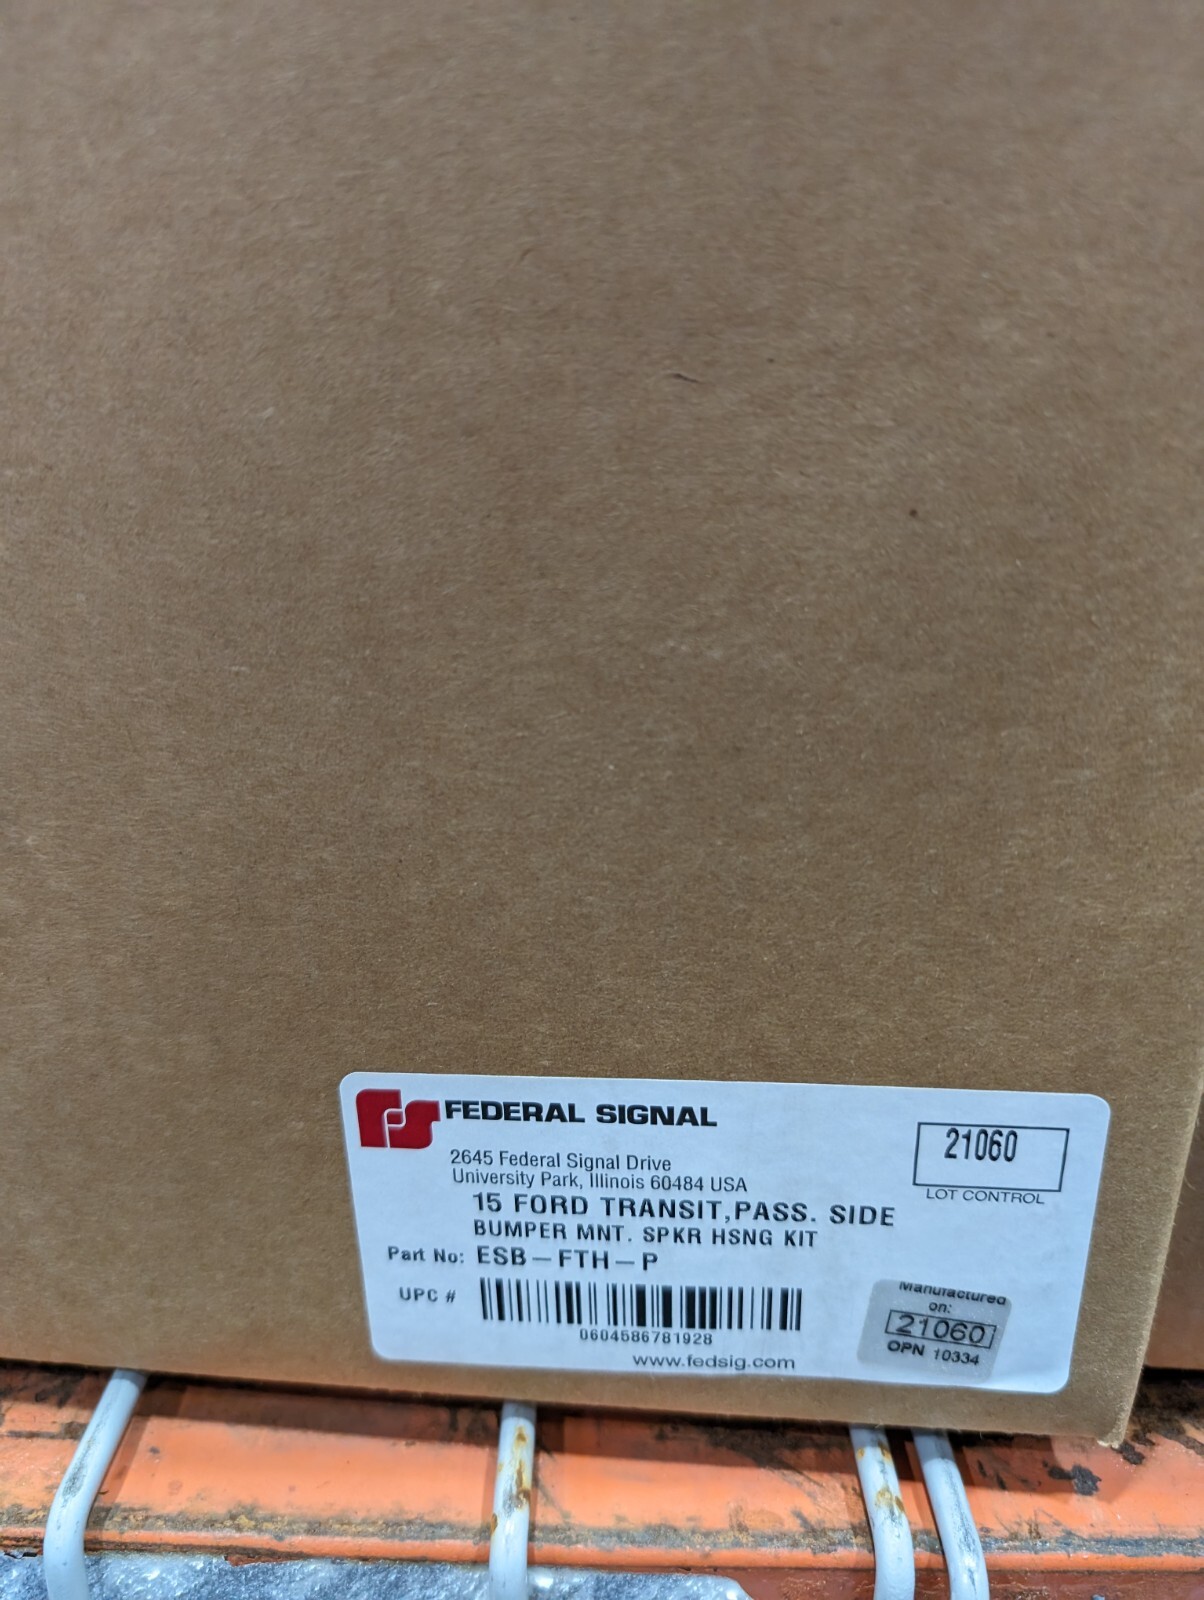 FEDERAL SIGNAL
2645 Federal Signal Drive
University Park, Illinois 60484 USA
21060
LOT CONTROL
15 FORD TRANSIT,PASS. SIDE
BUMPER MNT. SPKR HSNG KIT
Part No: ESB-FTH-P
UPC #
0604586781928
www.fedsig.com
Manufactured
on:
21060
OPN 10334